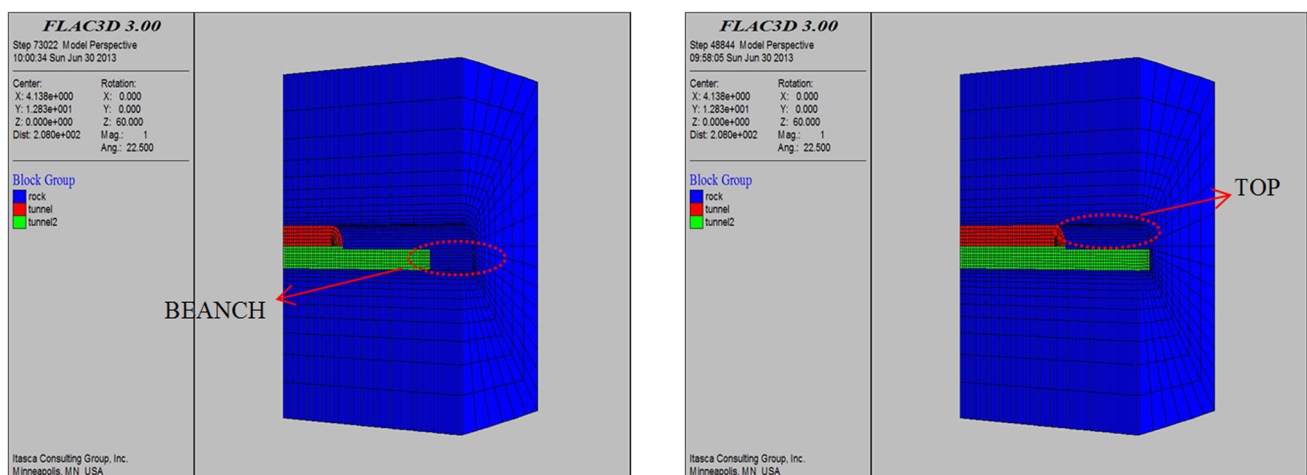 FLAC3D 3.00
Step 73022 Model Perspective
10:00:34 Sun Jun 30 2013
Center: Rotation:
X: 4.138e+000 X: 0.000
Y: 1.283e+001 Y: 0.000
Z: 0.000e+000 Z: 60.000
Dist: 2.080e+002 Mag.: 1
Ang.: 22.500
Block Group
rock
tunnel
tunnel2
BEANCH
Itasca Consulting Group, Inc.
Minneapolis, MN USA
FLAC3D 3.00
Step 48844 Model Perspective
09:58:05 Sun Jun 30 2013
Center: Rotation:
X: 4.138e+000 X: 0.000
Y: 1.283e+001 Y: 0.000
Z: 0.000e+000 Z: 60.000
Dist: 2.080e+002 Mag.: 1
Ang.: 22.500
Block Group
rock
tunnel
tunnel2
TOP
Itasca Consulting Group, Inc.
Minneapolis, MN USA